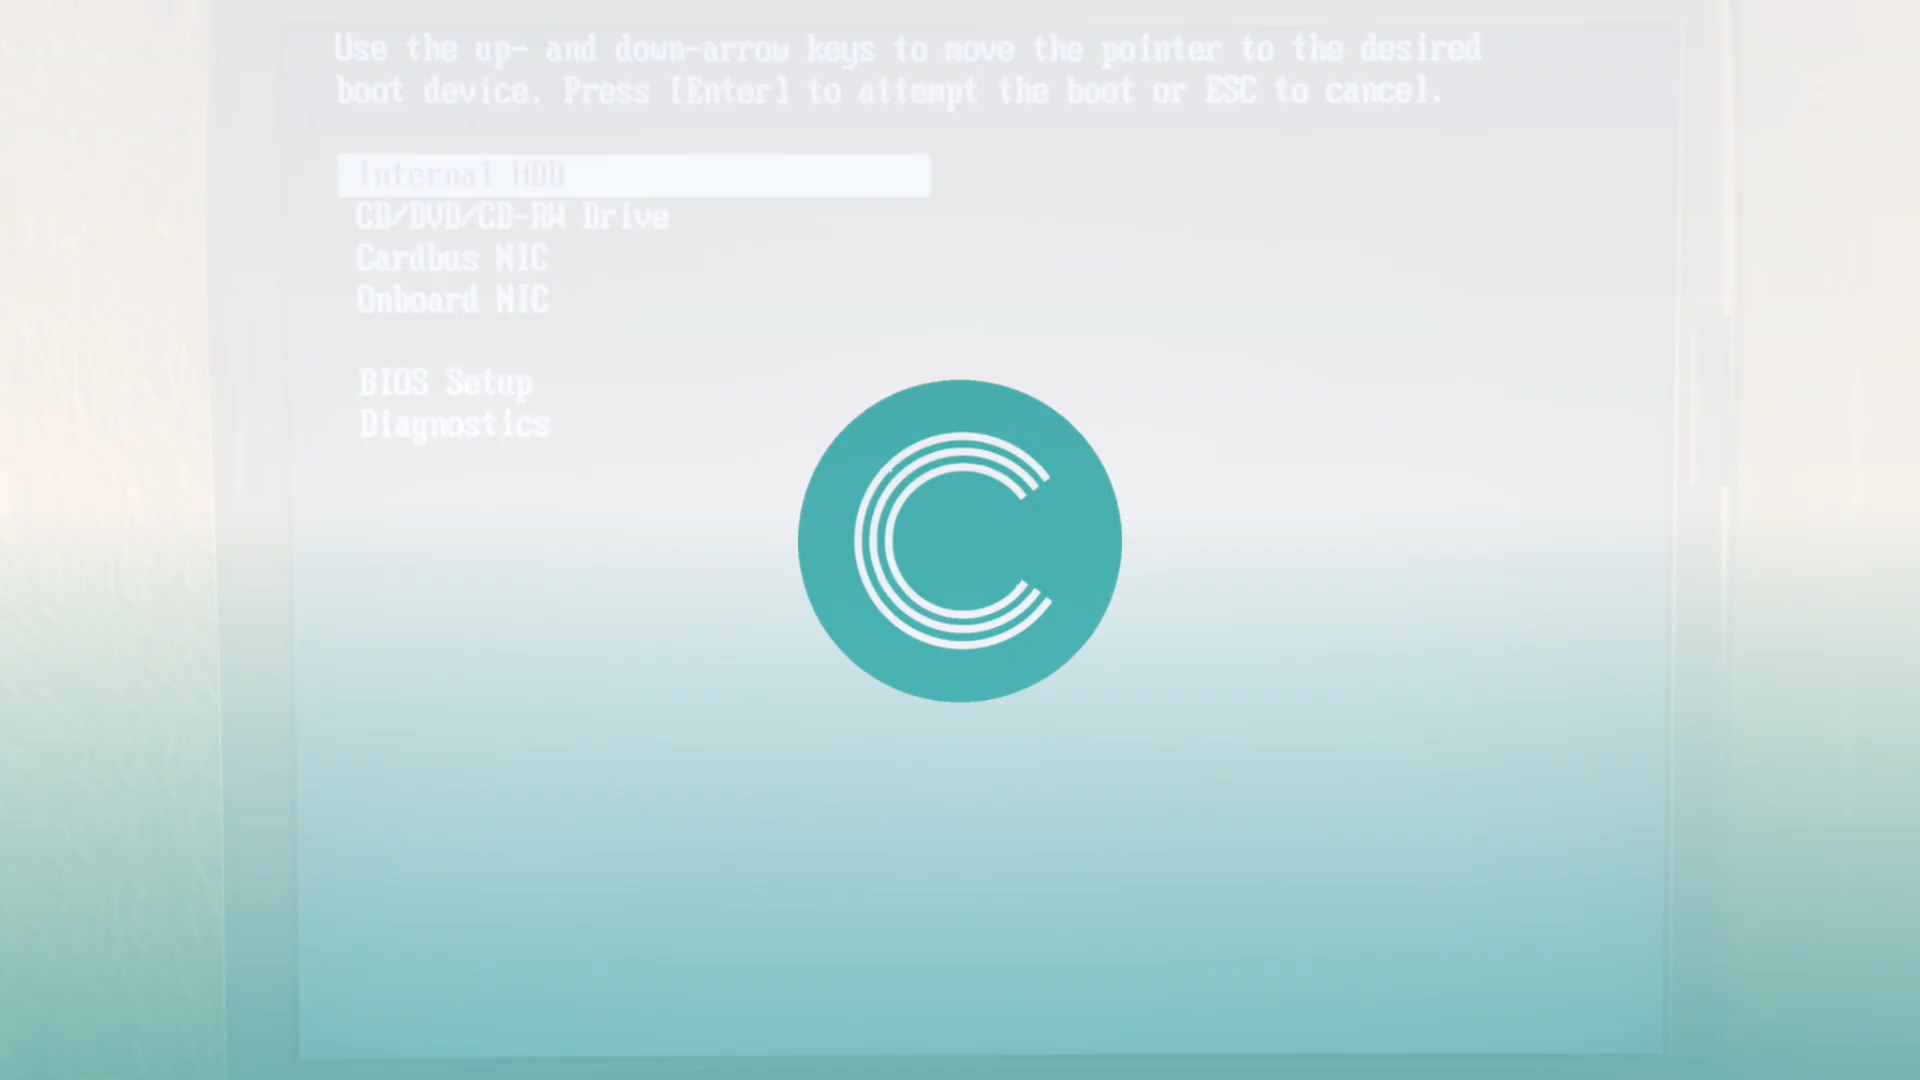 Use the up- and down-arrow keys to move the pointer to the desired
boot device. Press [Enter] to attempt the boot or ESC to cancel.
Internal HDD
CD/DVD/CD-RW Drive
Cardbus NIC
Onboard NIC
BIOS Setup
Diagnostics
C